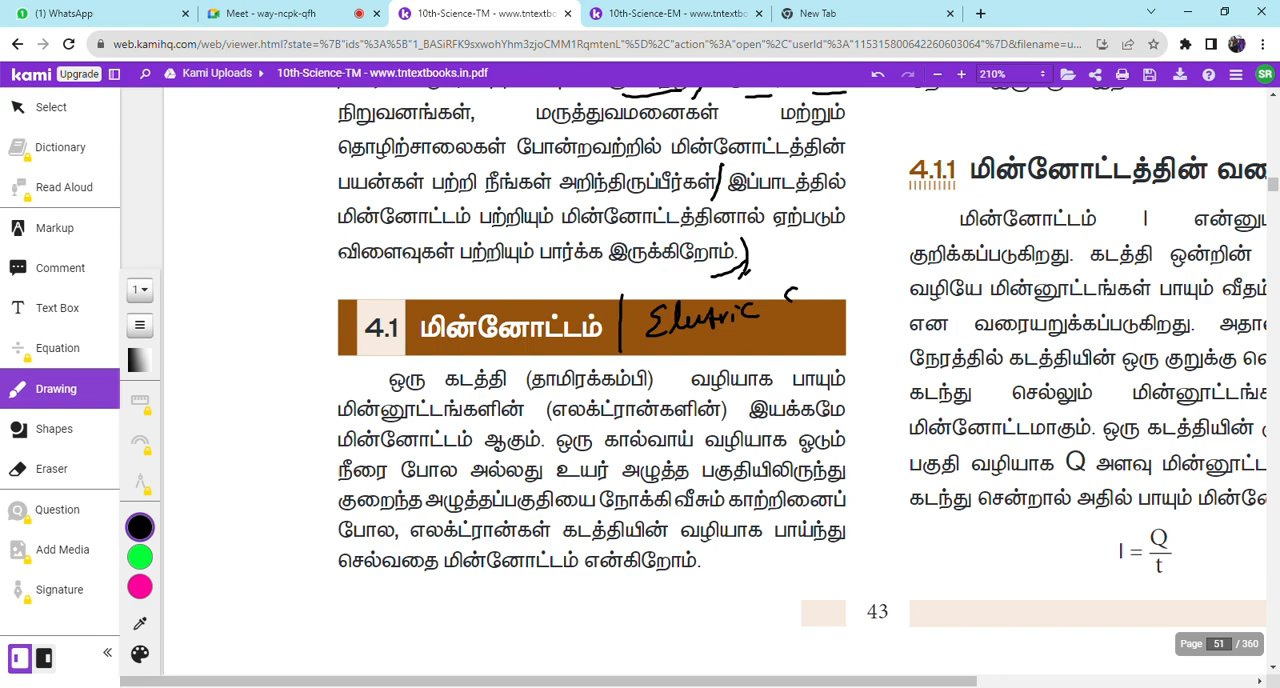 (1) WhatsApp
Meet - way-ncpk-qfh
10th-Science-TM - www.tntextbo
10th-Science-EM - www.tntextbo
New Tab
web.kamihq.com/web/viewer.html?state=%7B"ids"%3A%5B"1_BASiRFK9sxwohYhm3zjoCMM1RqmtenL"%5D%2C"action"%3A"open"%2C"userId"%3A"115315800642260603064"%7D&filename=u...
kami Upgrade
Kami Uploads
10th-Science-TM - www.tntextbooks.in.pdf
210%
SR
Select
Dictionary
Read Aloud
Markup
Comment
Text Box
Equation
Drawing
Shapes
Eraser
Question
Add Media
Signature
1
நிறுவனங்கள், மருத்துவமனைகள் மற்றும்
தொழிற்சாலைகள் போன்றவற்றில் மின்னோட்டத்தின்
பயன்கள் பற்றி நீங்கள் அறிந்திருப்பீர்கள் இப்பாடத்தில்
மின்னோட்டம் பற்றியும் மின்னோட்டத்தினால் ஏற்படும்
விளைவுகள் பற்றியும் பார்க்க இருக்கிறோம்.
4.1 மின்னோட்டம் Electric
ஒரு கடத்தி (தாமிரக்கம்பி) வழியாக பாயும்
மின்னூட்டங்களின் (எலக்ட்ரான்களின்) இயக்கமே
மின்னோட்டம் ஆகும். ஒரு கால்வாய் வழியாக ஓடும்
நீரை போல அல்லது உயர் அழுத்த பகுதியிலிருந்து
குறைந்த அழுத்தப்பகுதியை நோக்கி வீசும் காற்றினைப்
போல, எலக்ட்ரான்கள் கடத்தியின் வழியாக பாய்ந்து
செல்வதை மின்னோட்டம் என்கிறோம்.
43
4.1.1 மின்னோட்டத்தின் வரை
மின்னோட்டம் I என்னும்
குறிக்கப்படுகிறது. கடத்தி ஒன்றின்
வழியே மின்னூட்டங்கள் பாயும் வீதம்
என வரையறுக்கப்படுகிறது. அதா
நேரத்தில் கடத்தியின் ஒரு குறுக்கு
கடந்து செல்லும் மின்னூட்டங்க
மின்னோட்டமாகும். ஒரு கடத்தியின்
பகுதி வழியாக Q அளவு மின்னூட்ட
கடந்து சென்றால் அதில் பாயும் மின்னோ
I = Q
t
Page 51 / 360